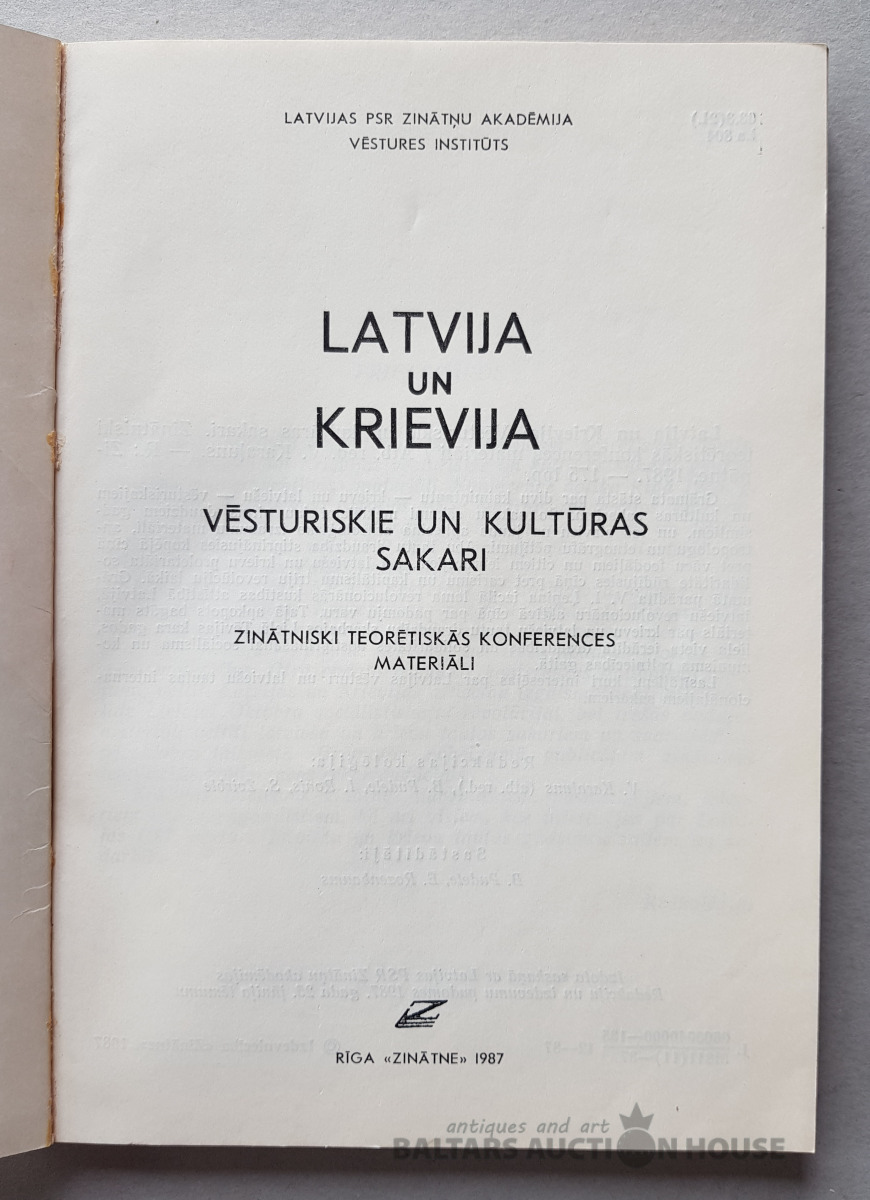 LATVIJAS PSR ZINĀTŅU AKADĒMIJA
VĒSTURES INSTITŪTS
LATVIJA
UN
KRIEVIJA
VĒSTURISKIE UN KULTŪRAS
SAKARI
ZINĀTNISKI TEORĒTISKĀS KONFERENCES
MATERIĀLI
RĪGA «ZINĀTNE» 1987
antiques and art
BALTARS AUCTION HOUSE